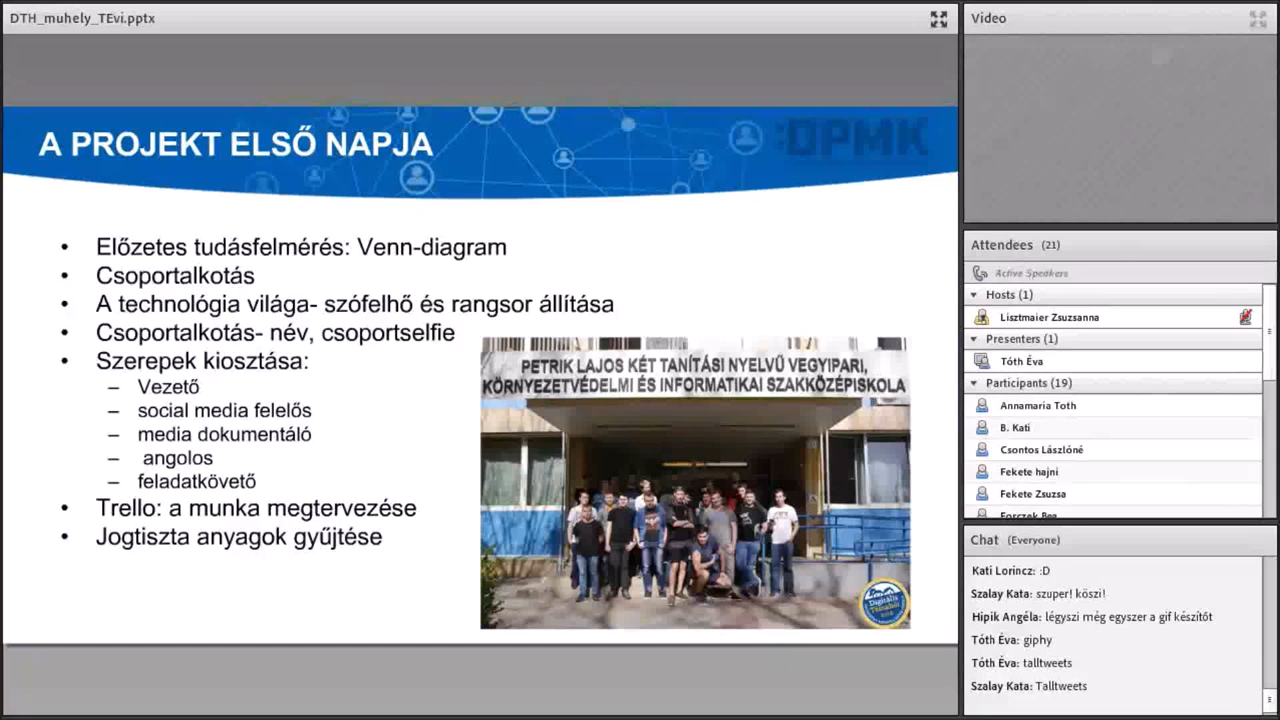 DTH_muhely_TEvi.pptx
A PROJEKT ELSŐ NAPJA
:DPMK
• Előzetes tudásfelmérés: Venn-diagram
• Csoportalkotás
• A technológia világa- szófelhő és rangsor állítása
• Csoportalkotás- név, csoportselfie
• Szerepek kiosztása:
– Vezető
– social media felelős
– media dokumentáló
– angolos
– feladatkövető
• Trello: a munka megtervezése
• Jogtiszta anyagok gyűjtése
PETRIK LAJOS KÉT TANÍTÁSI NYELVŰ VEGYIPARI,
KÖRNYEZETVÉDELMI ÉS INFORMATIKAI SZAKKÖZÉPISKOLA
Digitális
Témahét
Video
Attendees (21)
Active Speakers
Hosts (1)
Lisztmaier Zsuzsanna
Presenters (1)
Tóth Éva
Participants (19)
Annamaria Toth
B. Kati
Csontos Lászlóné
Fekete hajni
Fekete Zsuzsa
Forczek Bea
Chat (Everyone)
Kati Lorincz: :D
Szalay Kata: szuper! köszi!
Hipik Angéla: légyszi még egyszer a gif készítőt
Tóth Éva: giphy
Tóth Éva: talltweets
Szalay Kata: Talltweets